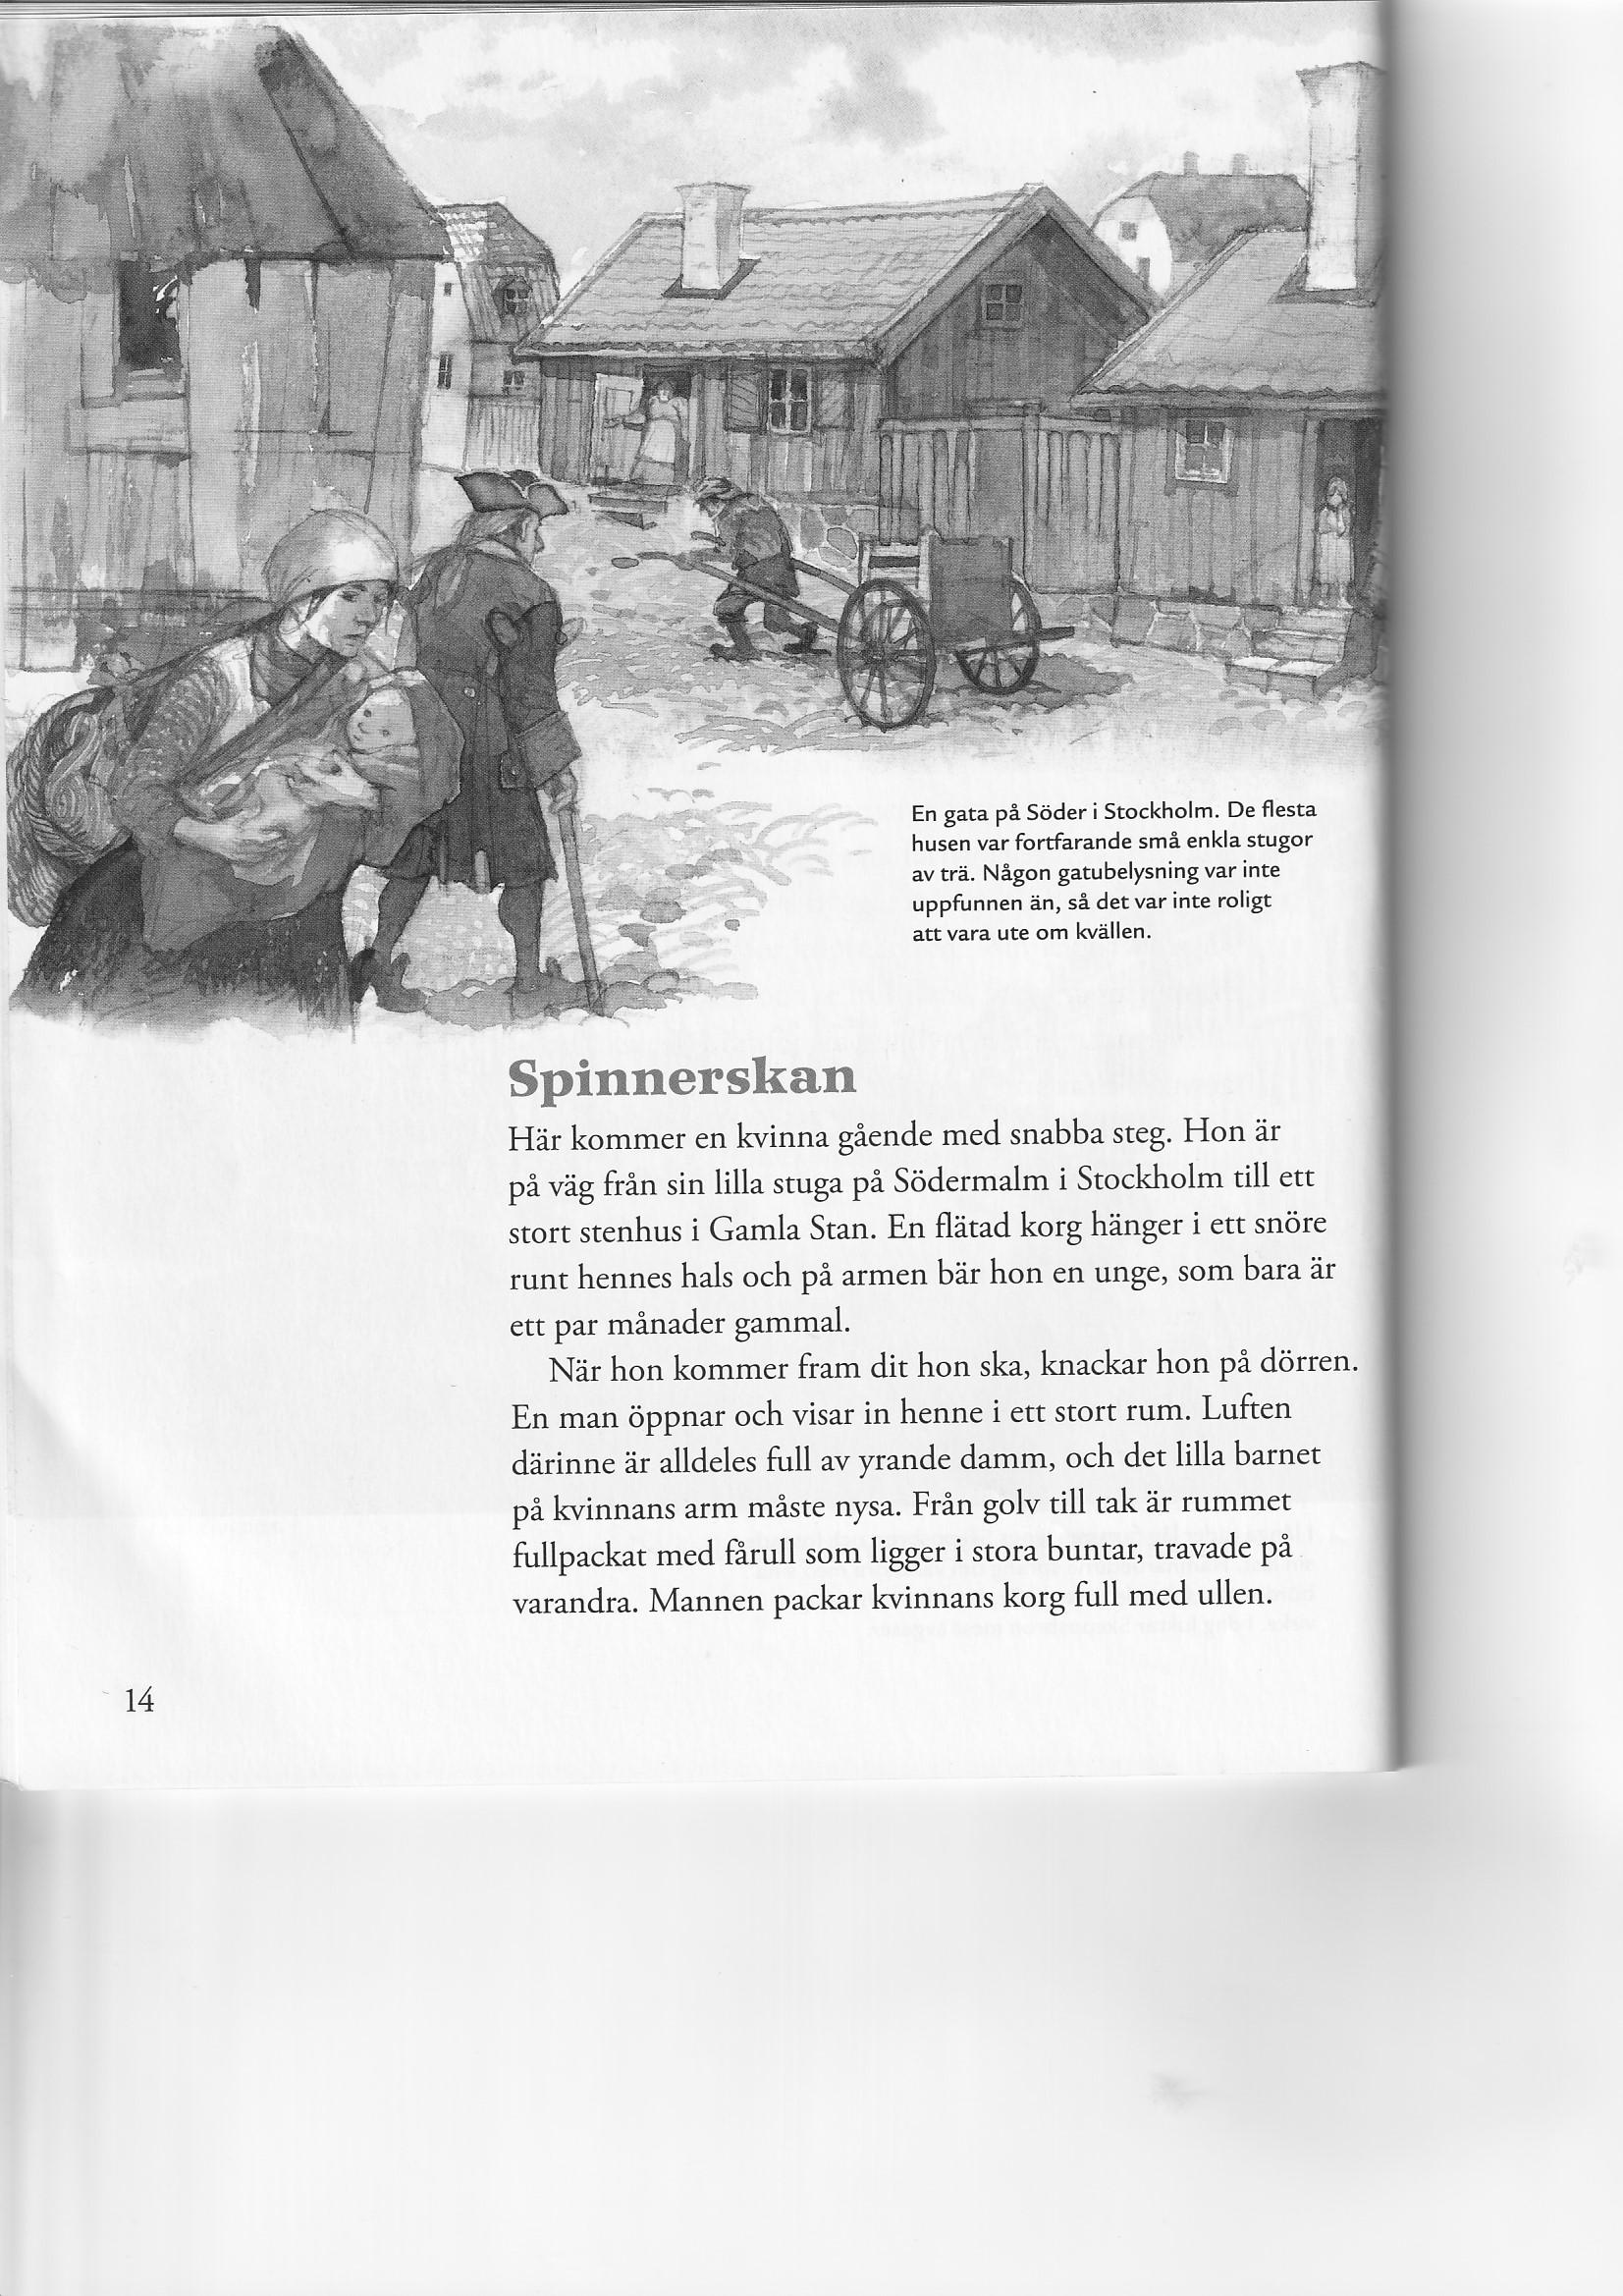 En gata på Söder i Stockholm. De flesta
husen var fortfarande små enkla stugor
av trä. Någon gatubelysning var inte
uppfunnen än, så det var inte roligt
att vara ute om kvällen.
Spinnerskan
Här kommer en kvinna gående med snabba steg. Hon är
på väg från sin lilla stuga på Södermalm i Stockholm till ett
stort stenhus i Gamla Stan. En flätad korg hänger i ett snöre
runt hennes hals och på armen bär hon en unge, som bara är
ett par månader gammal.
När hon kommer fram dit hon ska, knackar hon på dörren.
En man öppnar och visar in henne i ett stort rum. Luften
därinne är alldeles full av yrande damm, och det lilla barnet
på kvinnans arm måste nysa. Från golv till tak är rummet
fullpackat med fårull som ligger i stora buntar, travade på
varandra. Mannen packar kvinnans korg full med ullen.
14